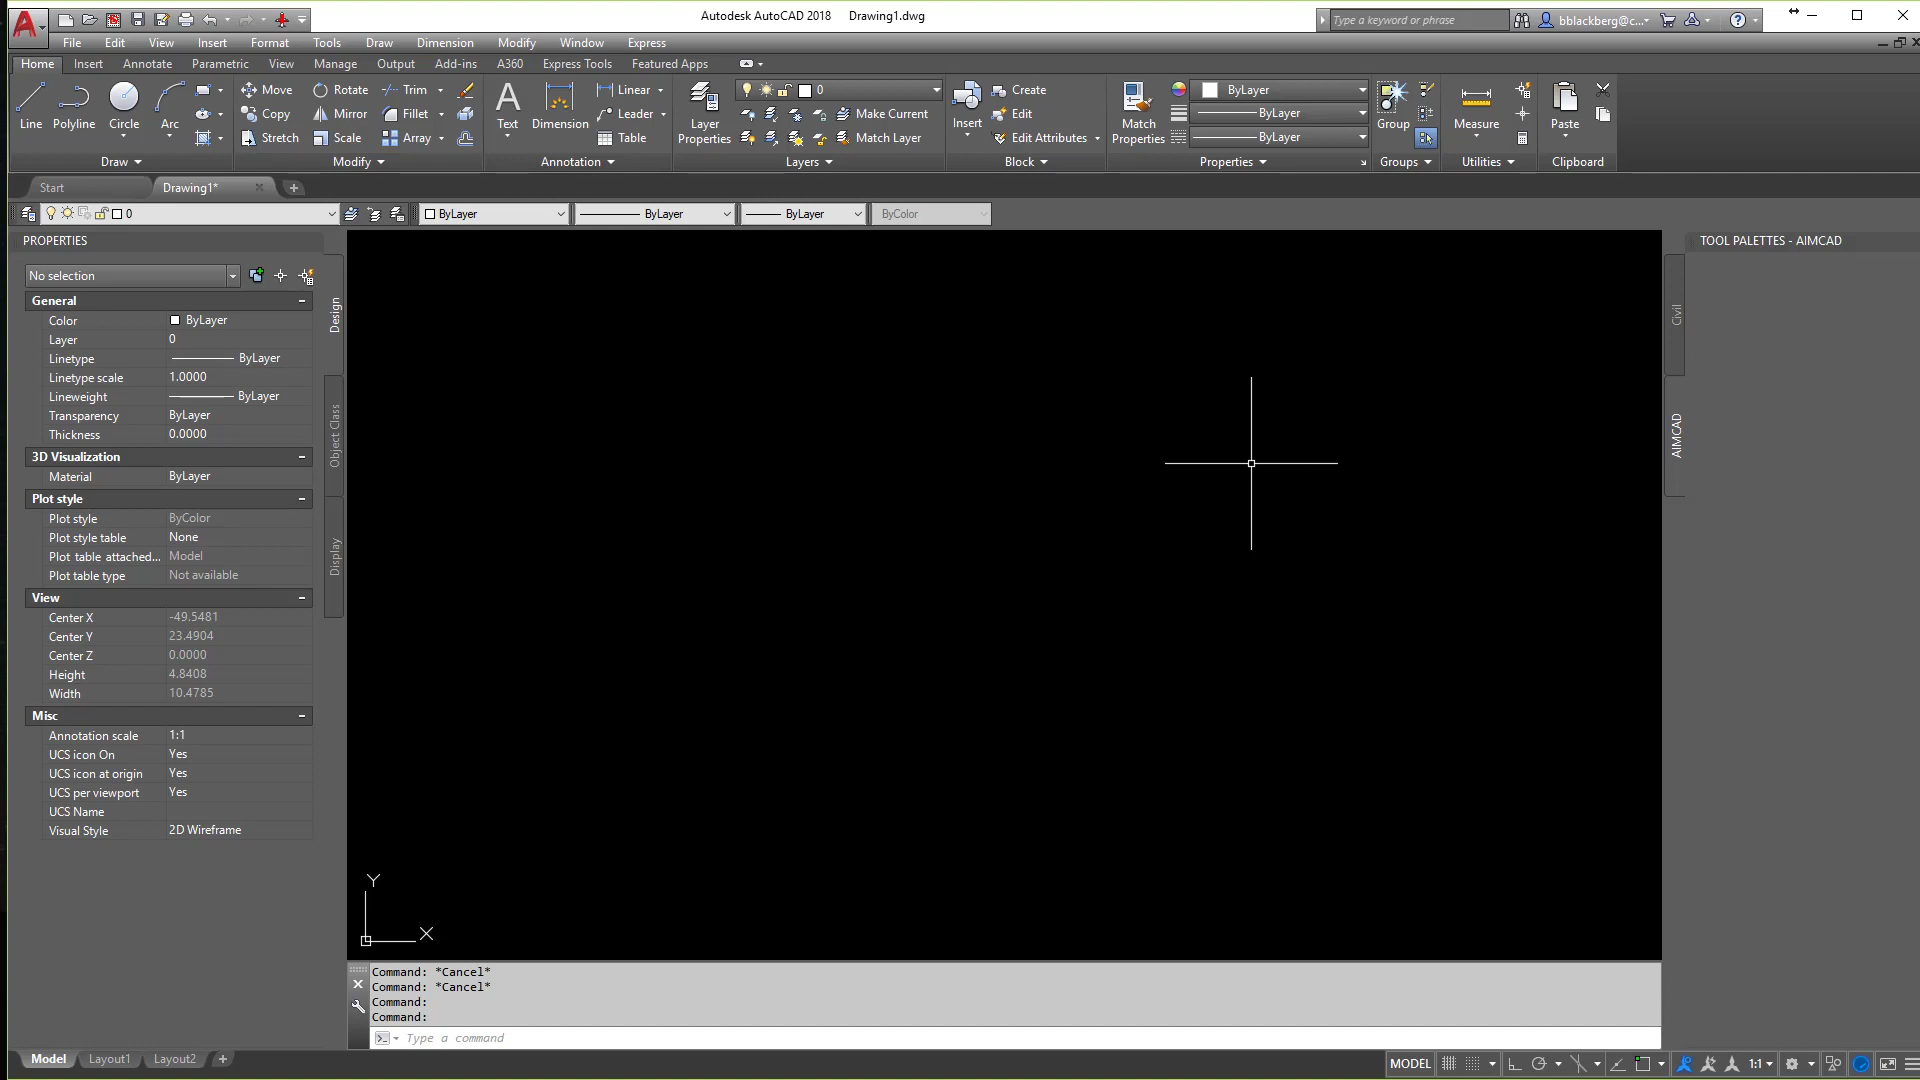 Autodesk AutoCAD 2018 Drawing1.dwg
Type a keyword or phrase
bblackberg@c...
File Edit View Insert Format Tools Draw Dimension Modify Window Express
Home Insert Annotate Parametric View Manage Output Add-ins A360 Express Tools Featured Apps
Line Polyline Circle Arc
Draw
Move Rotate Trim
Copy Mirror Fillet
Stretch Scale Array
Modify
Text Dimension
Linear
Leader
Table
Annotation
Layer Properties
0
Make Current
Match Layer
Layers
Insert
Create
Edit
Edit Attributes
Block
Match Properties
ByLayer
ByLayer
ByLayer
Properties
Group
Groups
Measure
Utilities
Paste
Clipboard
Start Drawing1*
0 ByLayer ByLayer ByLayer ByColor
PROPERTIES
No selection
General
Color ByLayer
Layer 0
Linetype ByLayer
Linetype scale 1.0000
Lineweight ByLayer
Transparency ByLayer
Thickness 0.0000
3D Visualization
Material ByLayer
Plot style
Plot style ByColor
Plot style table None
Plot table attached... Model
Plot table type Not available
View
Center X -49.5481
Center Y 23.4904
Center Z 0.0000
Height 4.8408
Width 10.4785
Misc
Annotation scale 1:1
UCS icon On Yes
UCS icon at origin Yes
UCS per viewport Yes
UCS Name
Visual Style 2D Wireframe
Design
Object Class
Display
Y
X
TOOL PALETTES - AIMCAD
Civil
AIMCAD
Command: *Cancel*
Command: *Cancel*
Command:
Command:
Type a command
Model Layout1 Layout2
MODEL 1:1